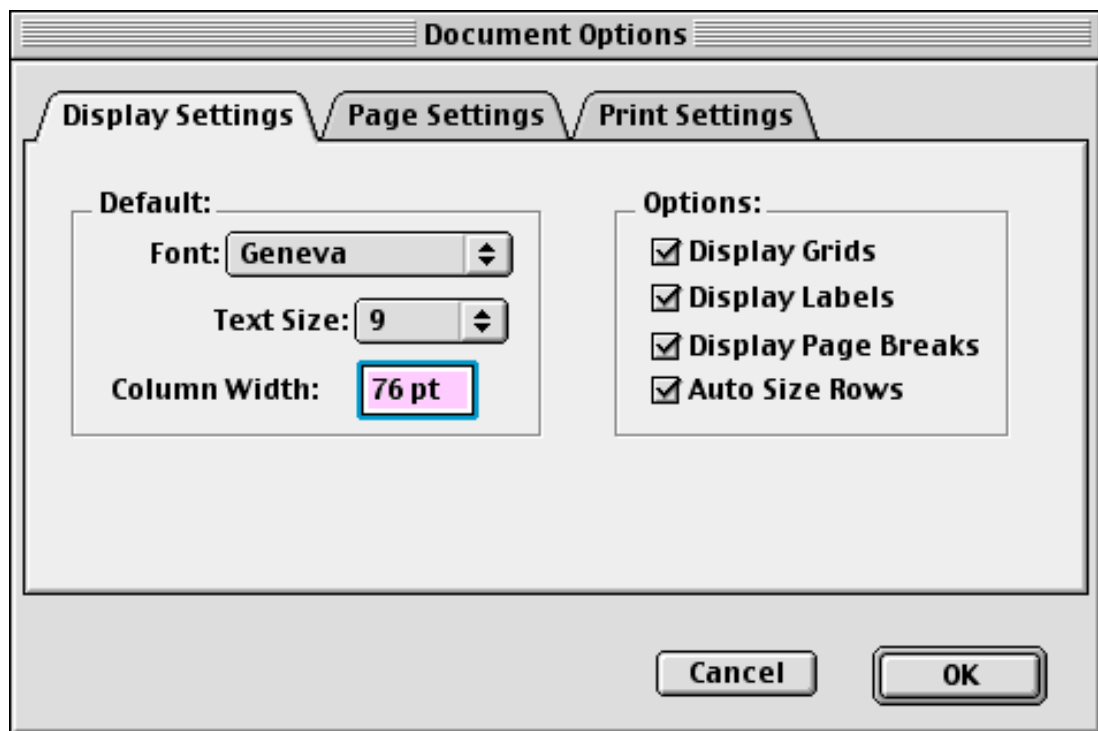 Document Options
Display Settings
Page Settings
Print Settings
Default:
Font: Geneva
Text Size: 9
Column Width: 76 pt
Options:
Display Grids
Display Labels
Display Page Breaks
Auto Size Rows
Cancel
OK